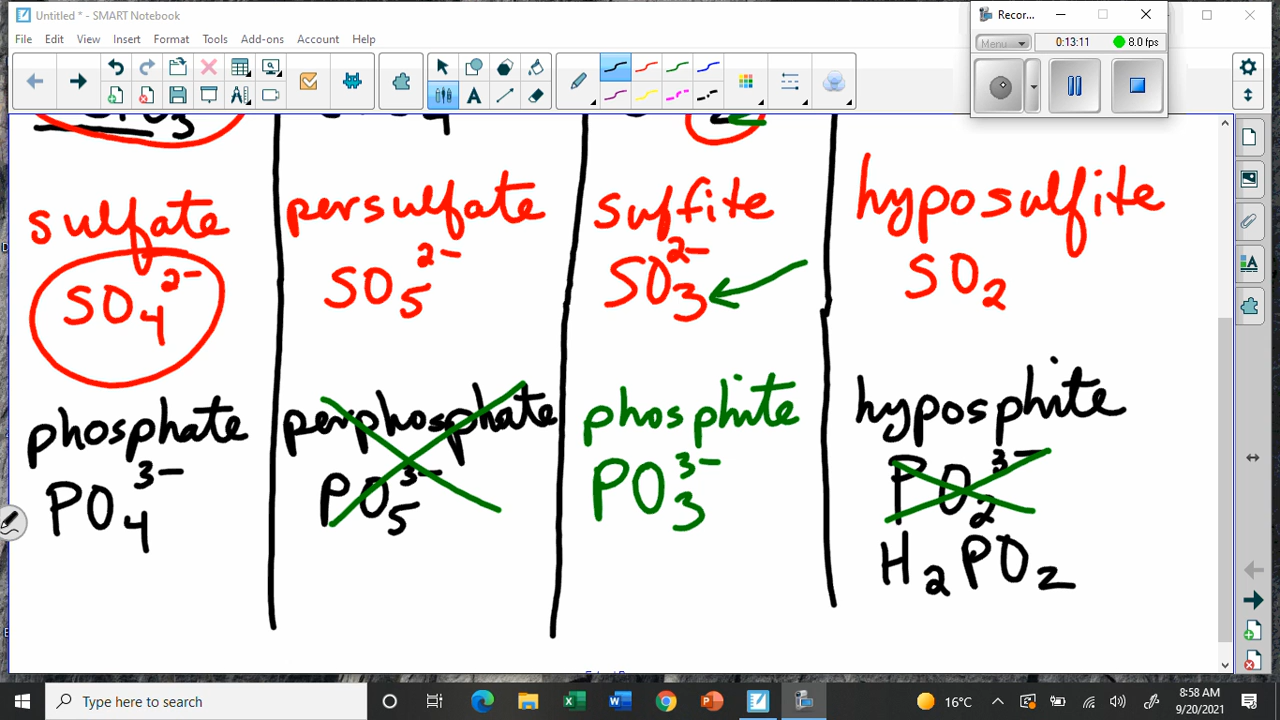 Untitled * - SMART Notebook
File Edit View Insert Format Tools Add-ons Account Help
Recor...
Menu
0:13:11
8.0 fps
A
sulfate
SO4 2−
persulfate
SO5 2−
sulfite
SO3 2−
hyposulfite
SO2
phosphate
PO4 3−
perphosphate
PO5 3−
phosphite
PO3 3−
hyposphite
PO2 3−
H2PO2
Type here to search
16°C
8:58 AM
9/20/2021